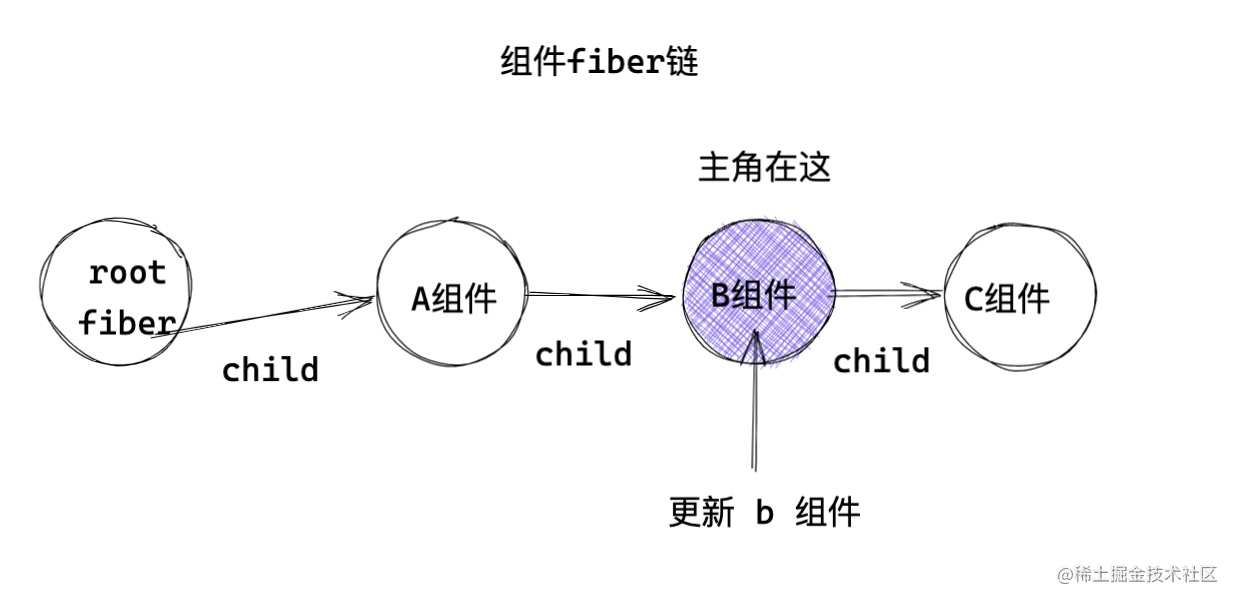 组件fiber链
主角在这
root
fiber
A组件
B组件
C组件
child
child
child
更新 b 组件
@稀土掘金技术社区